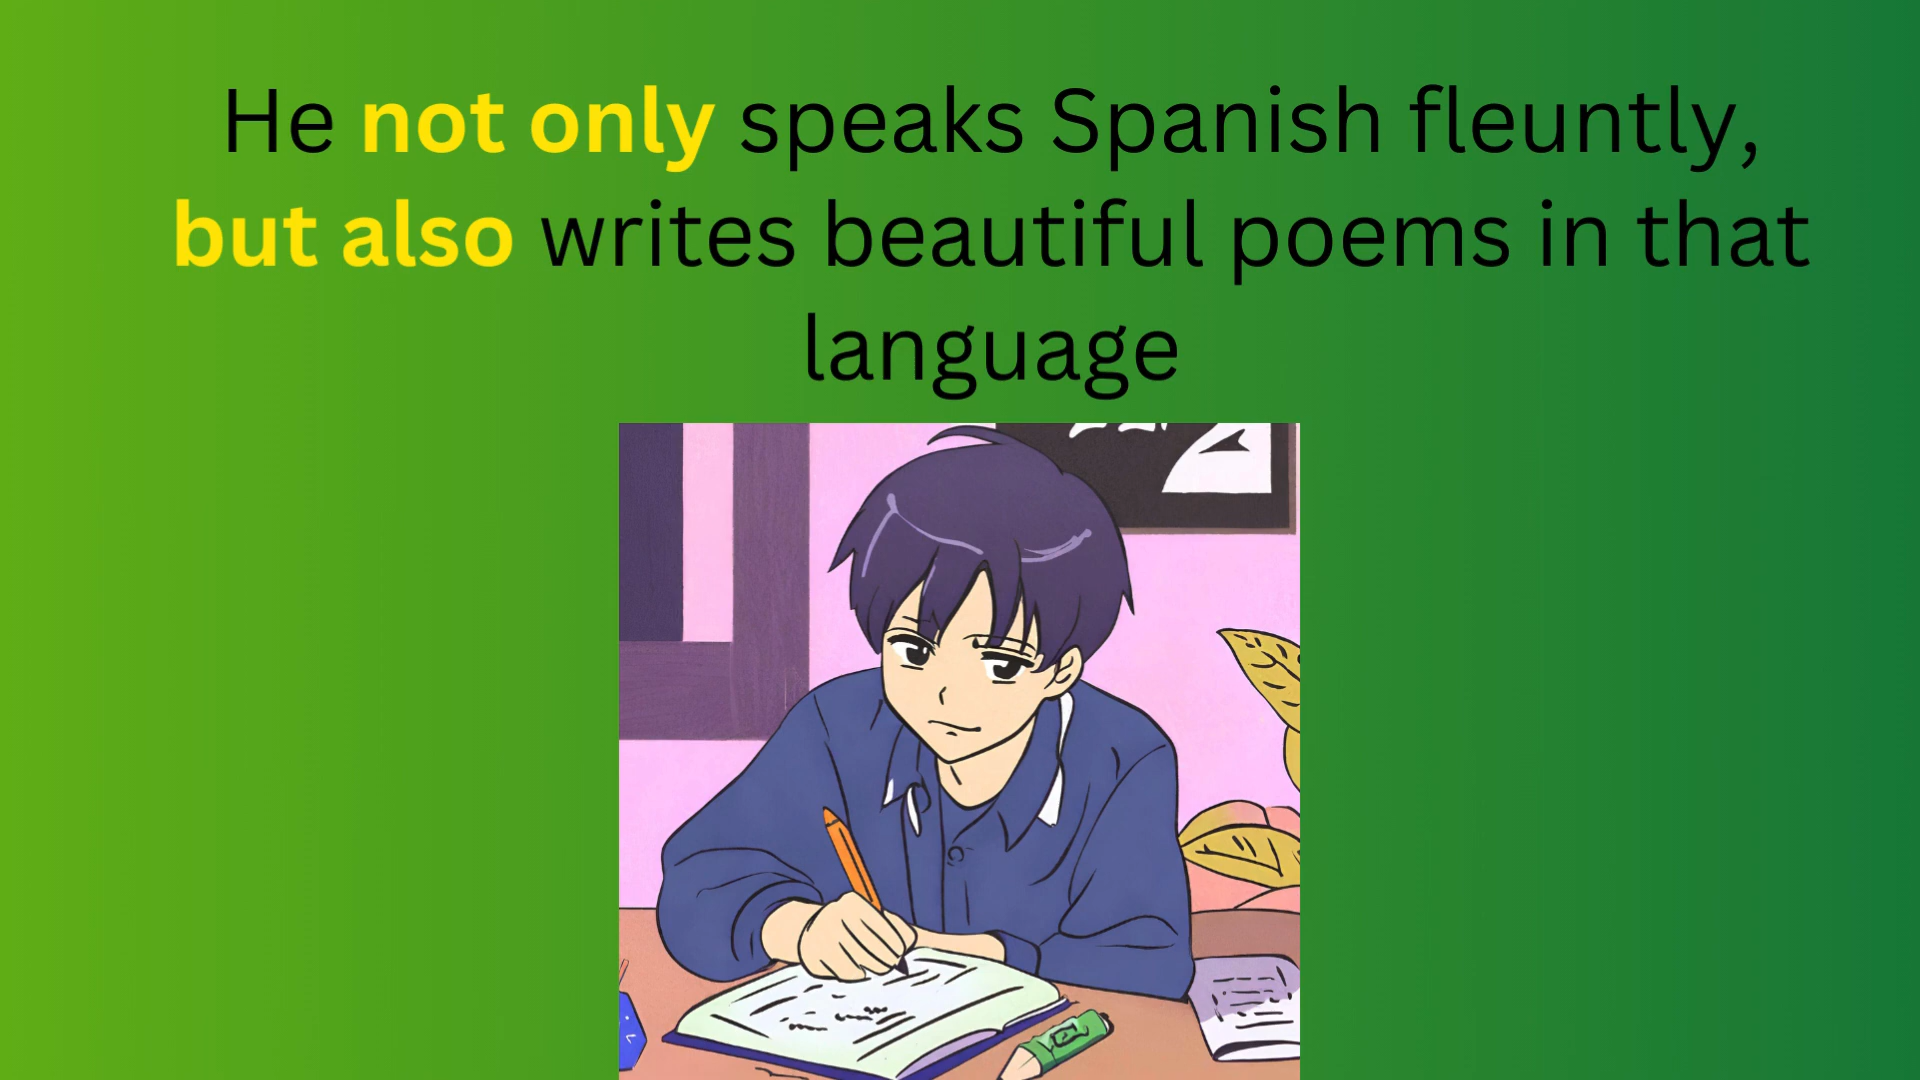 He not only speaks Spanish fleuntly,
but also writes beautiful poems in that
language